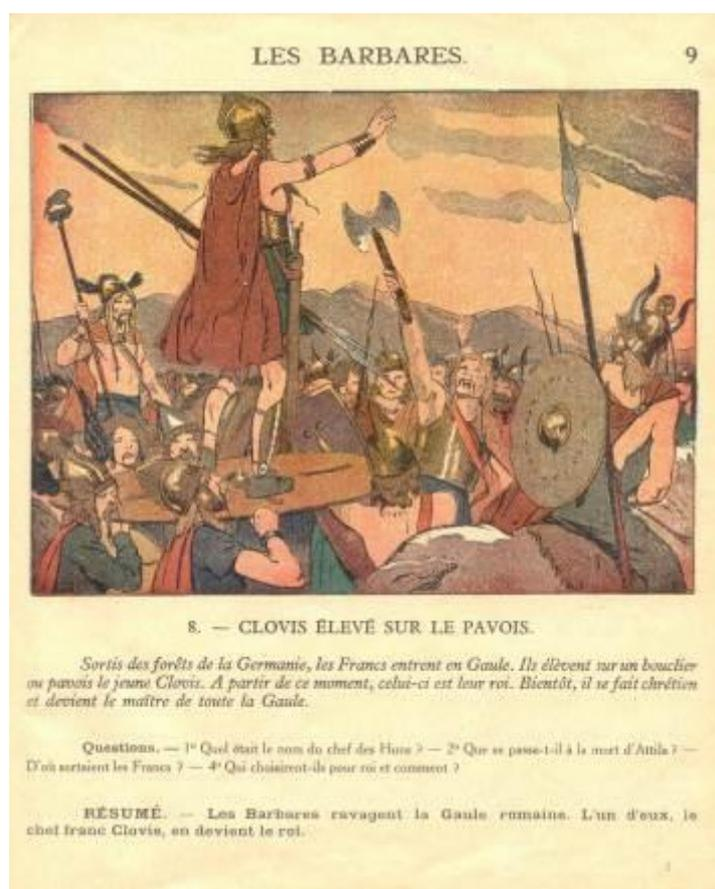 LES BARBARES. 9
8. — CLOVIS ÉLEVÉ SUR LE PAVOIS.
Sortis des forêts de la Germanie, les Francs entrent en Gaule. Ils élèvent sur un bouclier
ou pavois le jeune Clovis. A partir de ce moment, celui-ci est leur roi. Bientôt, il se fait chrétien
et devient le maître de toute la Gaule.
Questions. — 1º Quel était le nom du chef des Huns ? — 2º Que se passe-t-il à la mort d'Attila ? —
D'où sortaient les Francs ? — 4º Qui choisirent-ils pour roi et comment ?
RÉSUMÉ. — Les Barbares ravagent la Gaule romaine. L'un d'eux, le
chef franc Clovis, en devient le roi.